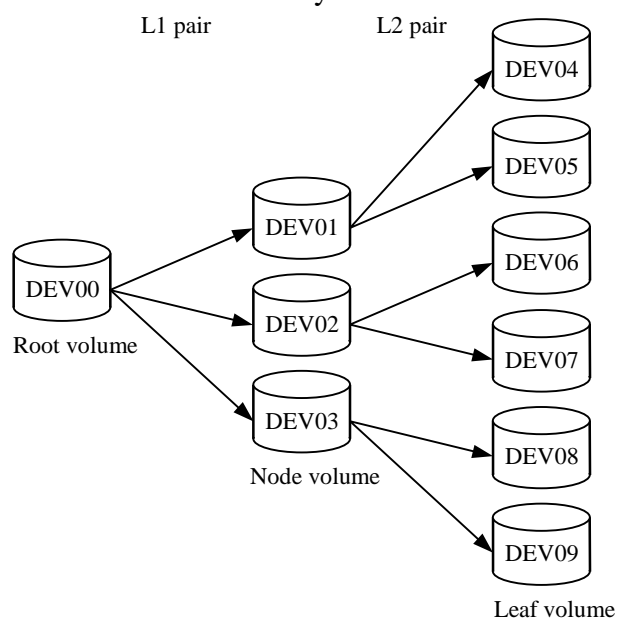 L1 pair
L2 pair
DEV04
DEV05
DEV01
DEV06
DEV00
DEV02
Root volume
DEV07
DEV03
DEV08
Node volume
DEV09
Leaf volume